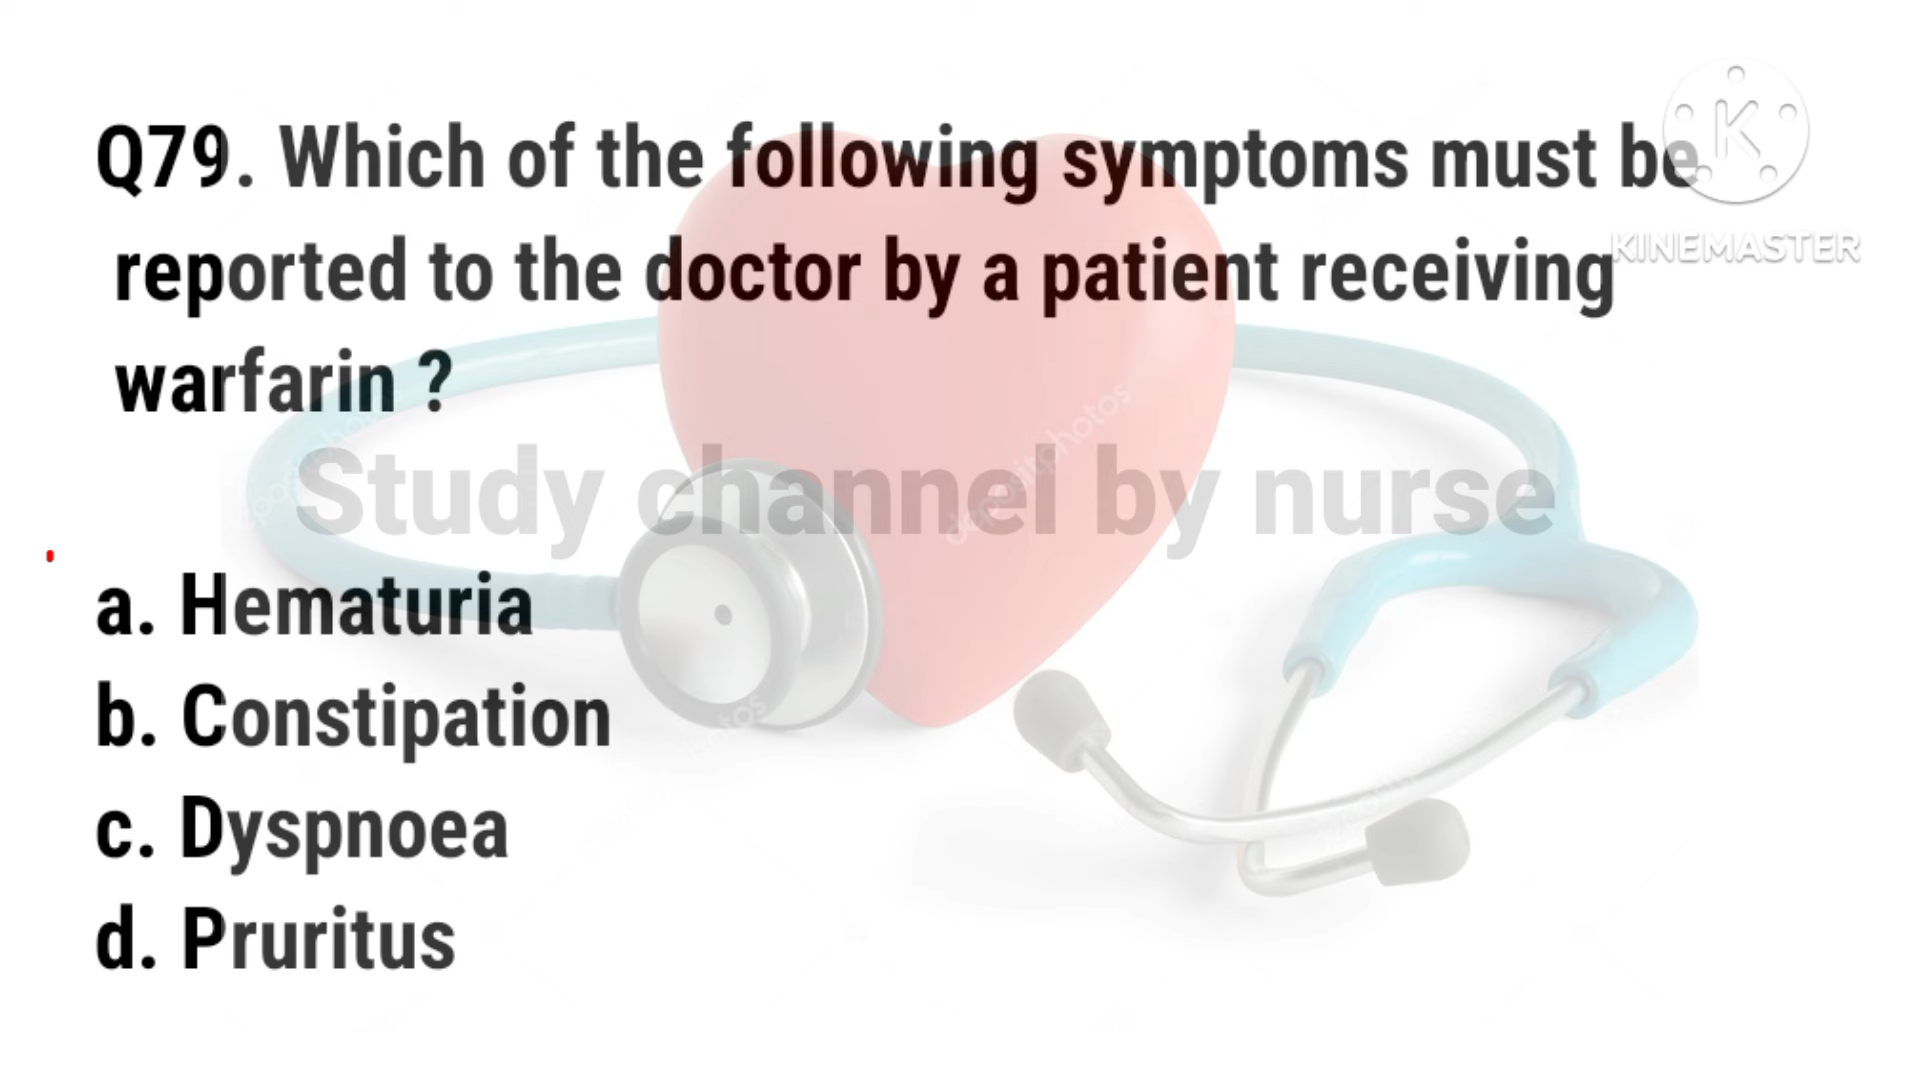 Q79. Which of the following symptoms must be
reported to the doctor by a patient receiving
warfarin ?
Study channel by nurse
a. Hematuria
b. Constipation
c. Dyspnoea
d. Pruritus
K
KINEMASTER
depositphotos